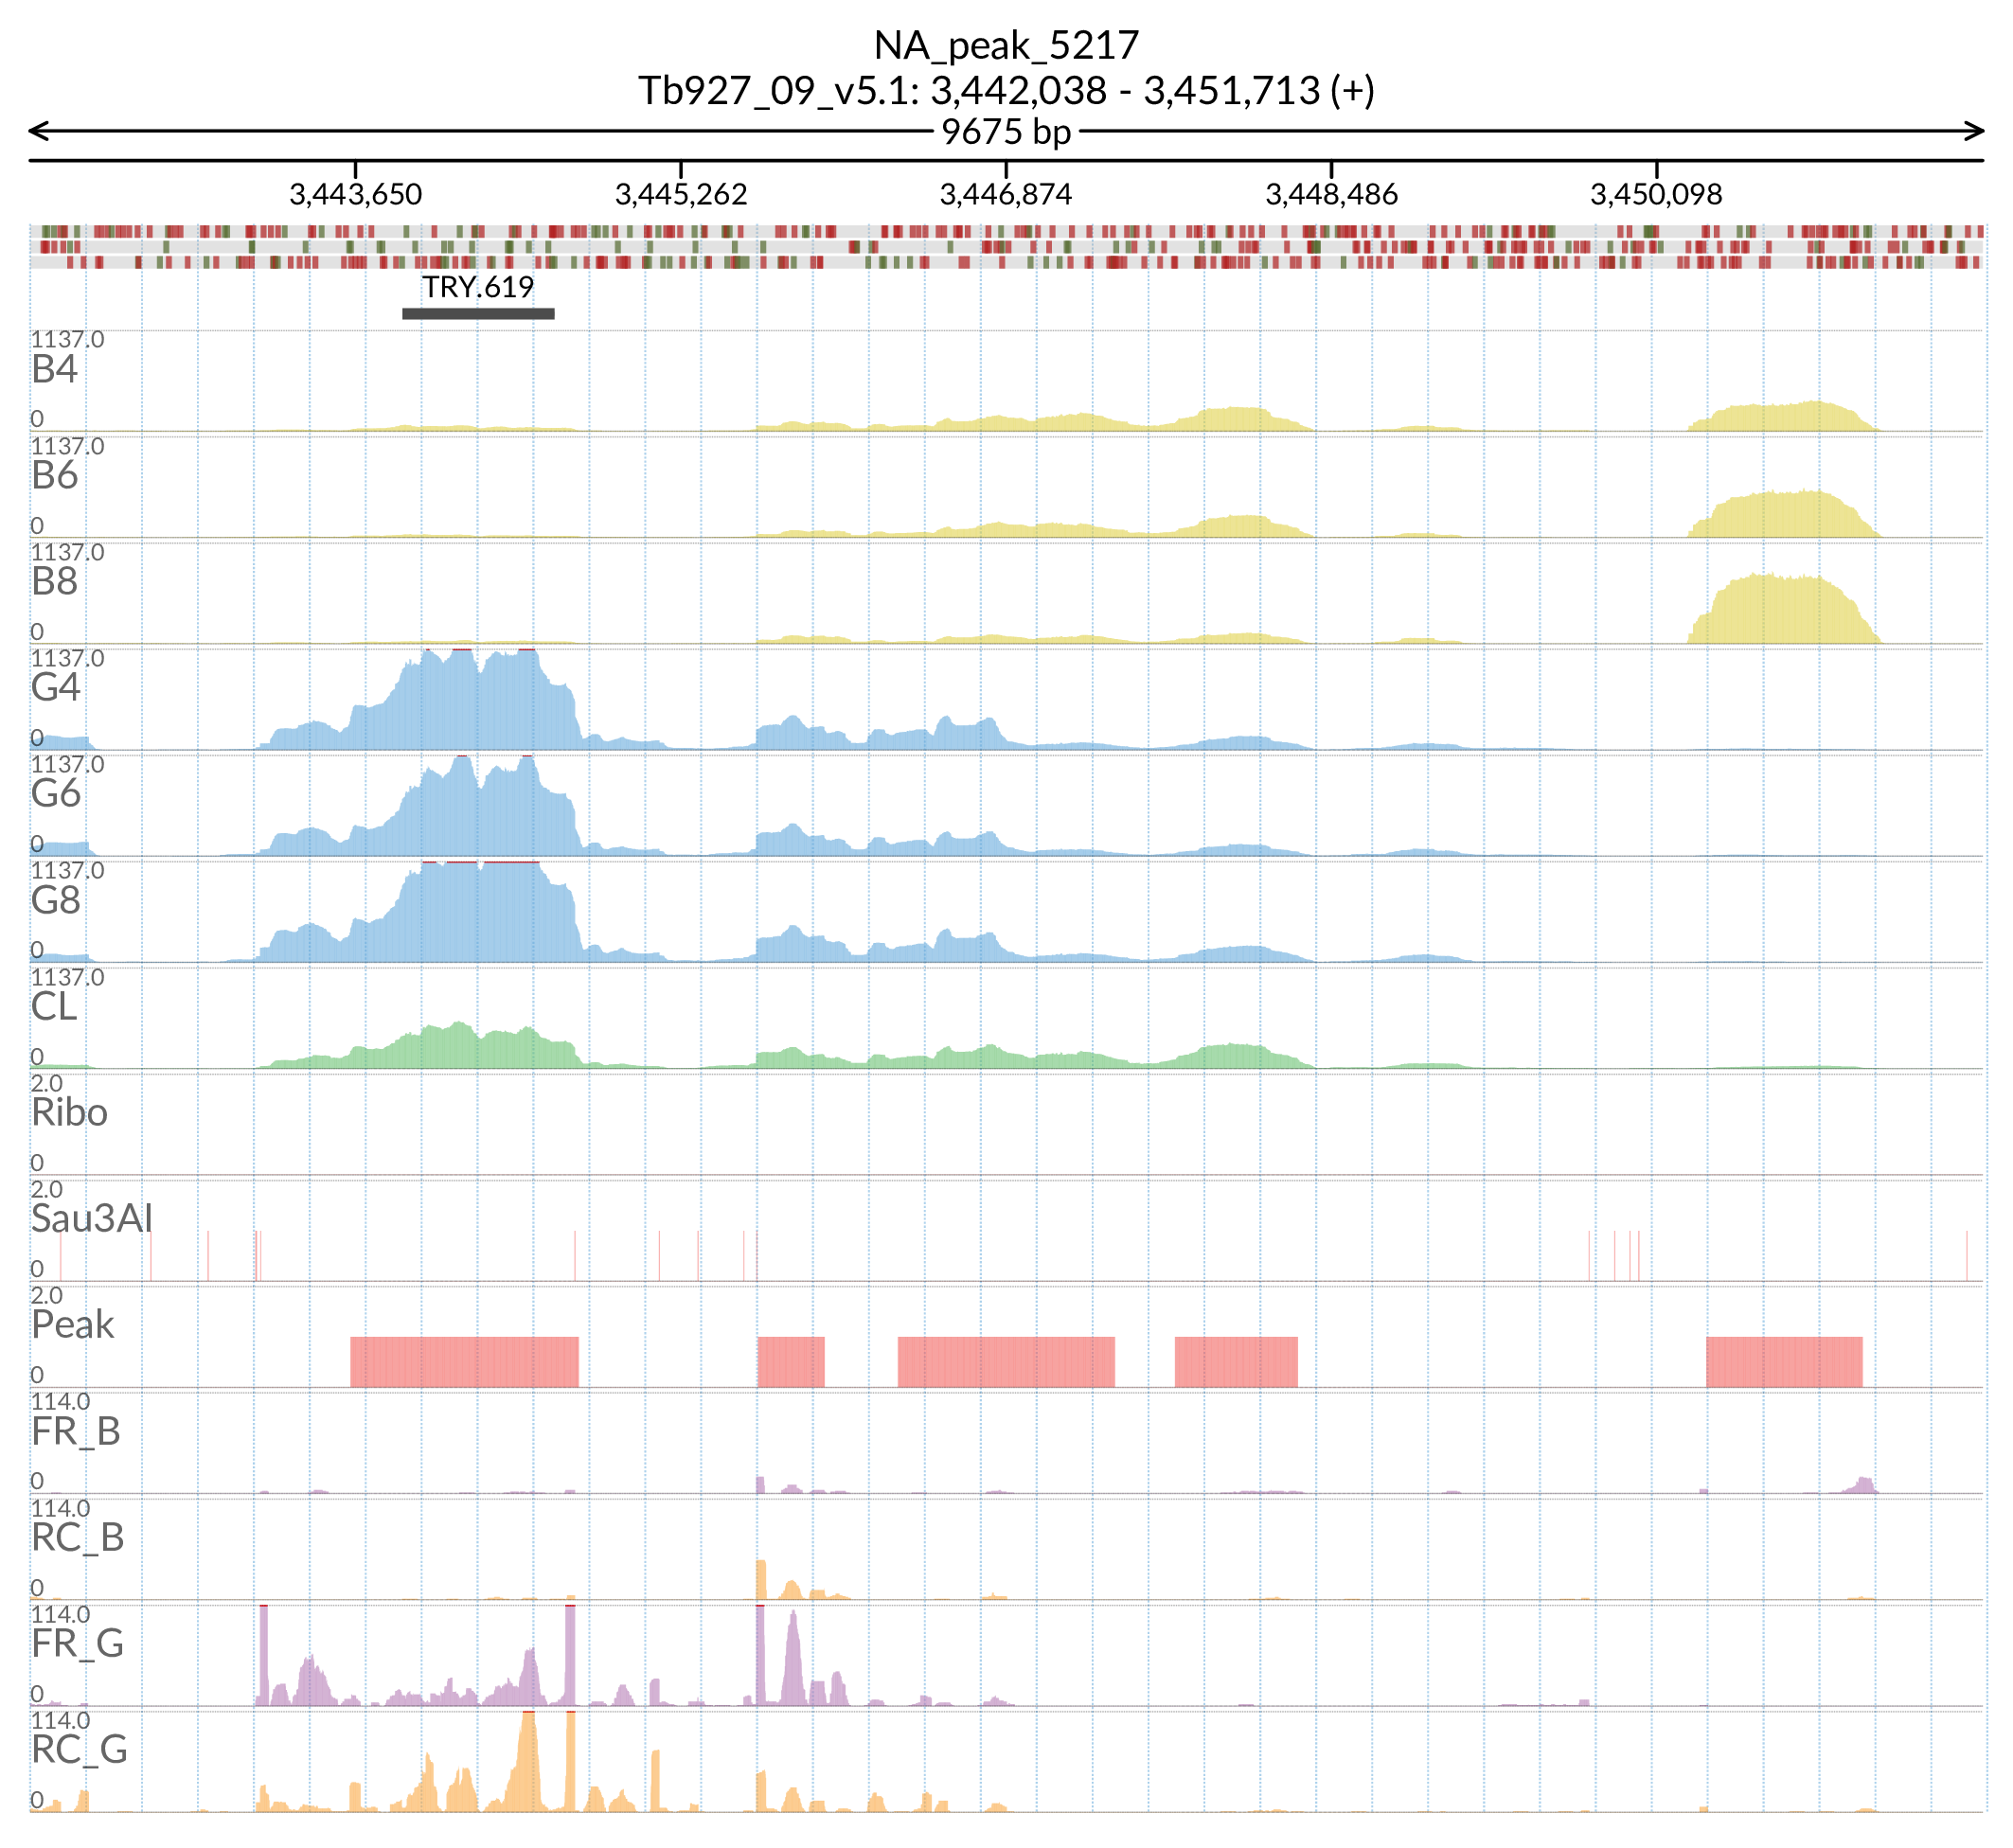 NA_peak_5217
Tb927_09_v5.1: 3,442,038 - 3,451,713 (+)
9675 bp
3,443,650 3,445,262 3,446,874 3,448,486 3,450,098
TRY.619
1137.0
B4
0
1137.0
B6
0
1137.0
B8
0
1137.0
G4
0
1137.0
G6
0
1137.0
G8
0
1137.0
CL
0
2.0
Ribo
0
2.0
Sau3AI
0
2.0
Peak
0
114.0
FR_B
0
114.0
RC_B
0
114.0
FR_G
0
114.0
RC_G
0